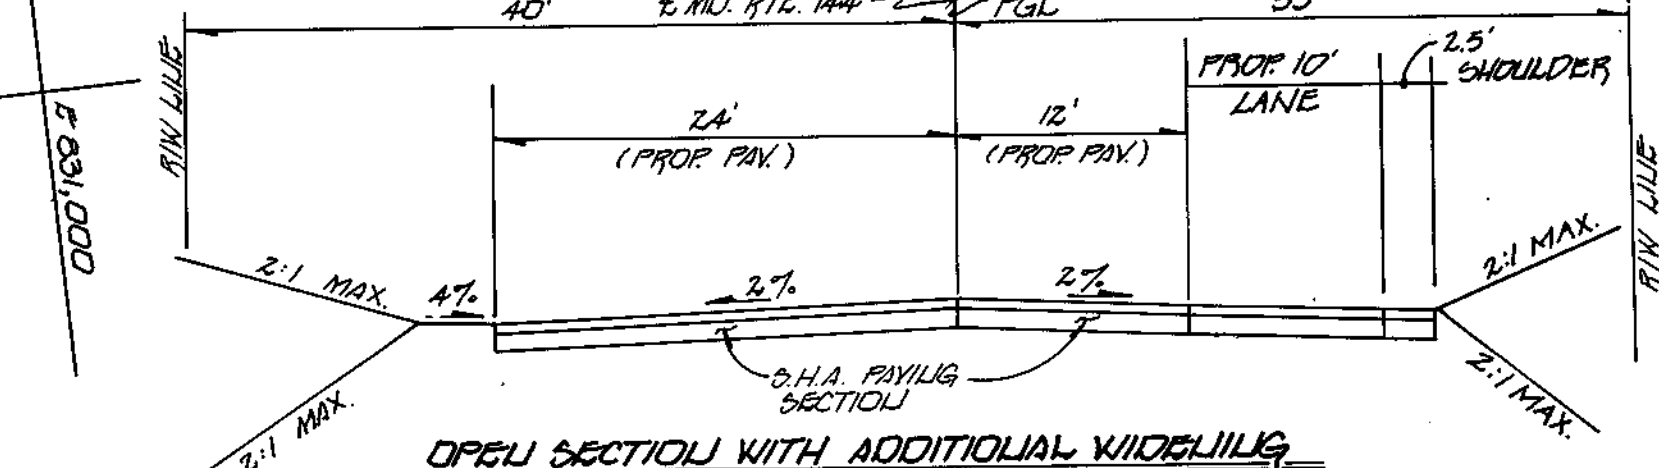 40'
PGL
R/W LINE
E 831,000
PROP. 10'
LANE
2.5'
SHOULDER
24'
(PROP. PAV.)
12'
(PROP. PAV.)
R/W LINE
2:1 MAX.
4%
2%
2%
2:1 MAX.
2:1 MAX.
S.H.A. PAVING
SECTION
2:1 MAX.
OPEN SECTION WITH ADDITIONAL WIDENING